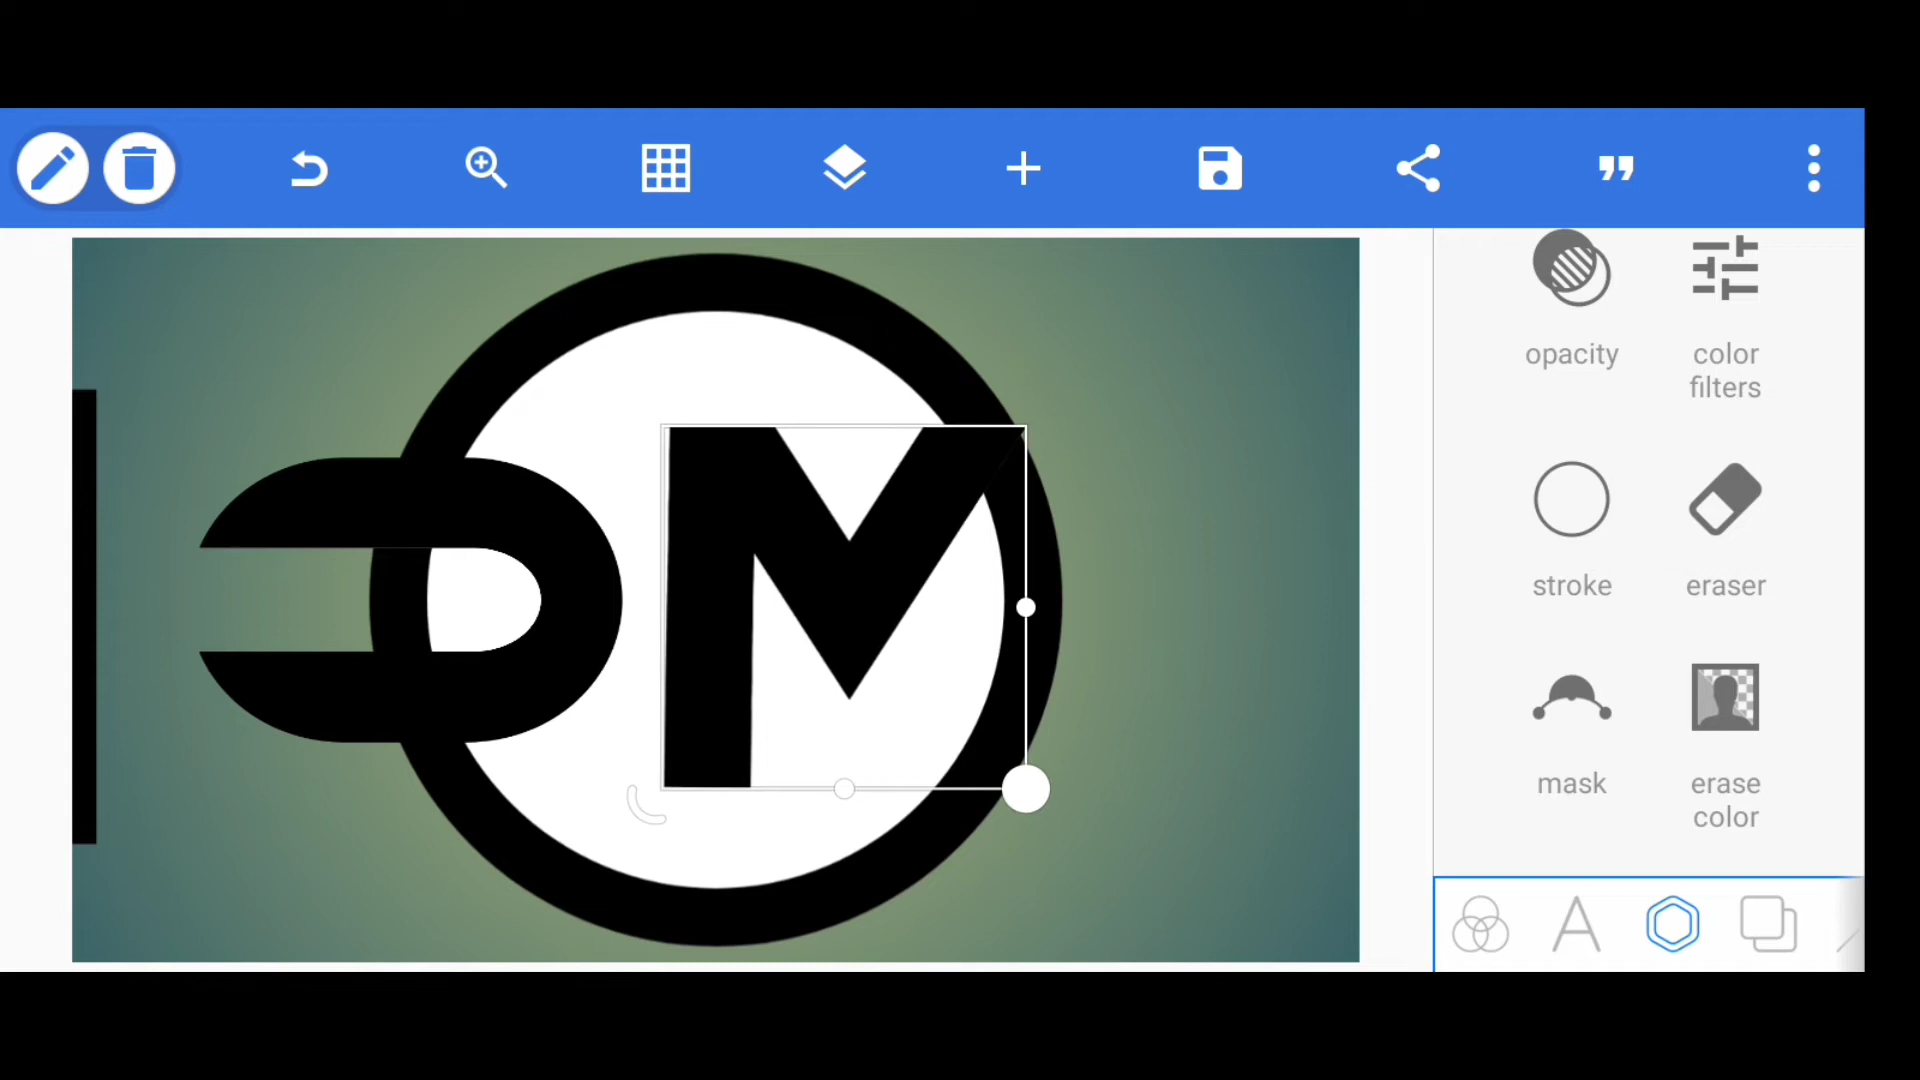 opacity
color
filters
M
stroke
eraser
mask
erase
color